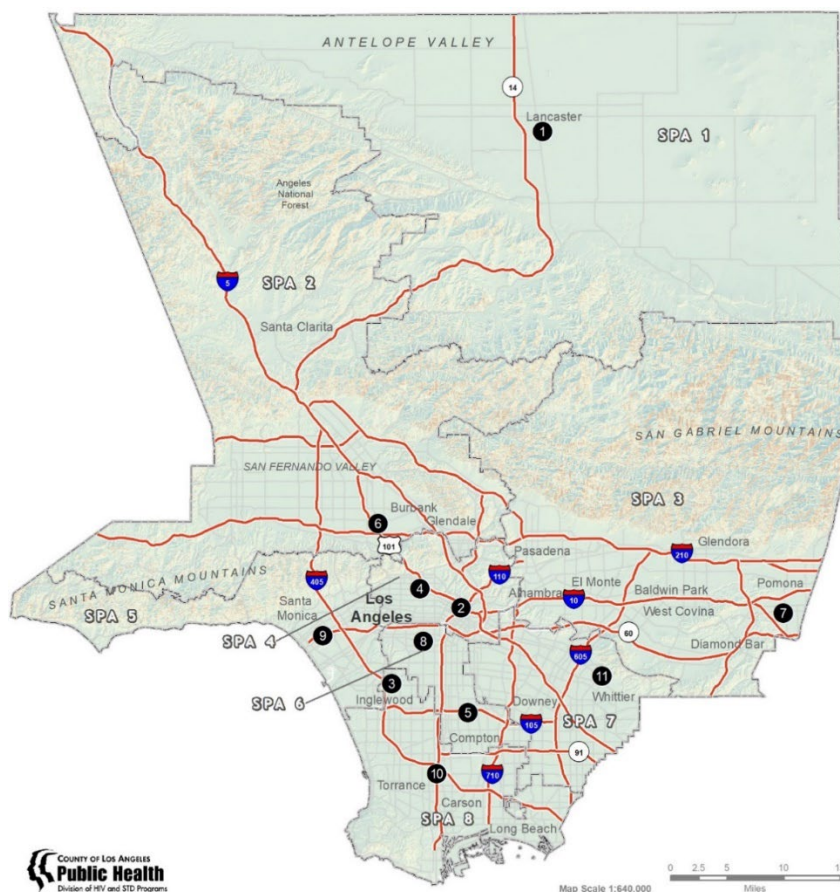 ANTELOPE VALLEY
14
Lancaster
1
SPA 1
Angeles
National
Forest
5
SPA 2
Santa Clarita
SAN GABRIEL MOUNTAINS
SAN FERNANDO VALLEY
SPA 3
Burbank
6
Glendale
101
Glendora
210
Pasadena
SANTA MONICA MOUNTAINS
405
110
El Monte
Baldwin Park
Pomona
4
Alhambra
10
West Covina
7
SPA 5
Santa
Monica
Los
Angeles
2
9
SPA 4
8
60
Diamond Bar
605
3
11
SPA 6
Inglewood
Whittier
Downey
5
105
SPA 7
Compton
91
10
710
Torrance
Carson
SPA 8
Long Beach
COUNTY OF LOS ANGELES
Public Health
Division of HIV and STD Programs
0 2.5 5 10
Miles
Map Scale 1:640,000